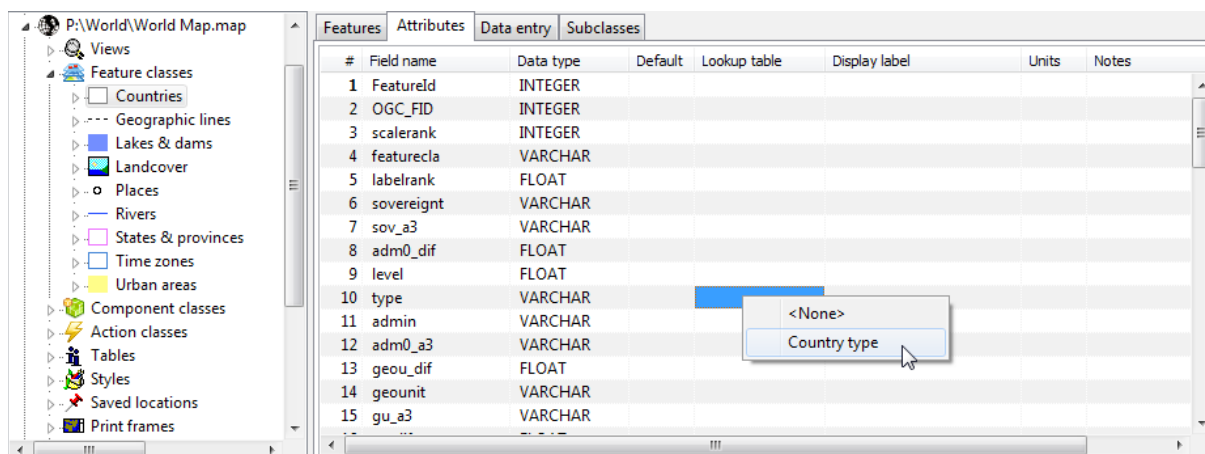 P:\World\World Map.map
Views
Feature classes
Countries
Geographic lines
Lakes & dams
Landcover
Places
Rivers
States & provinces
Time zones
Urban areas
Component classes
Action classes
Tables
Styles
Saved locations
Print frames
Features Attributes Data entry Subclasses
# Field name Data type Default Lookup table Display label Units Notes
1 FeatureId INTEGER
2 OGC_FID INTEGER
3 scalerank INTEGER
4 featurecla VARCHAR
5 labelrank FLOAT
6 sovereignt VARCHAR
7 sov_a3 VARCHAR
8 adm0_dif FLOAT
9 level FLOAT
10 type VARCHAR
11 admin VARCHAR
12 adm0_a3 VARCHAR
13 geou_dif FLOAT
14 geounit VARCHAR
15 gu_a3 VARCHAR
<None>
Country type